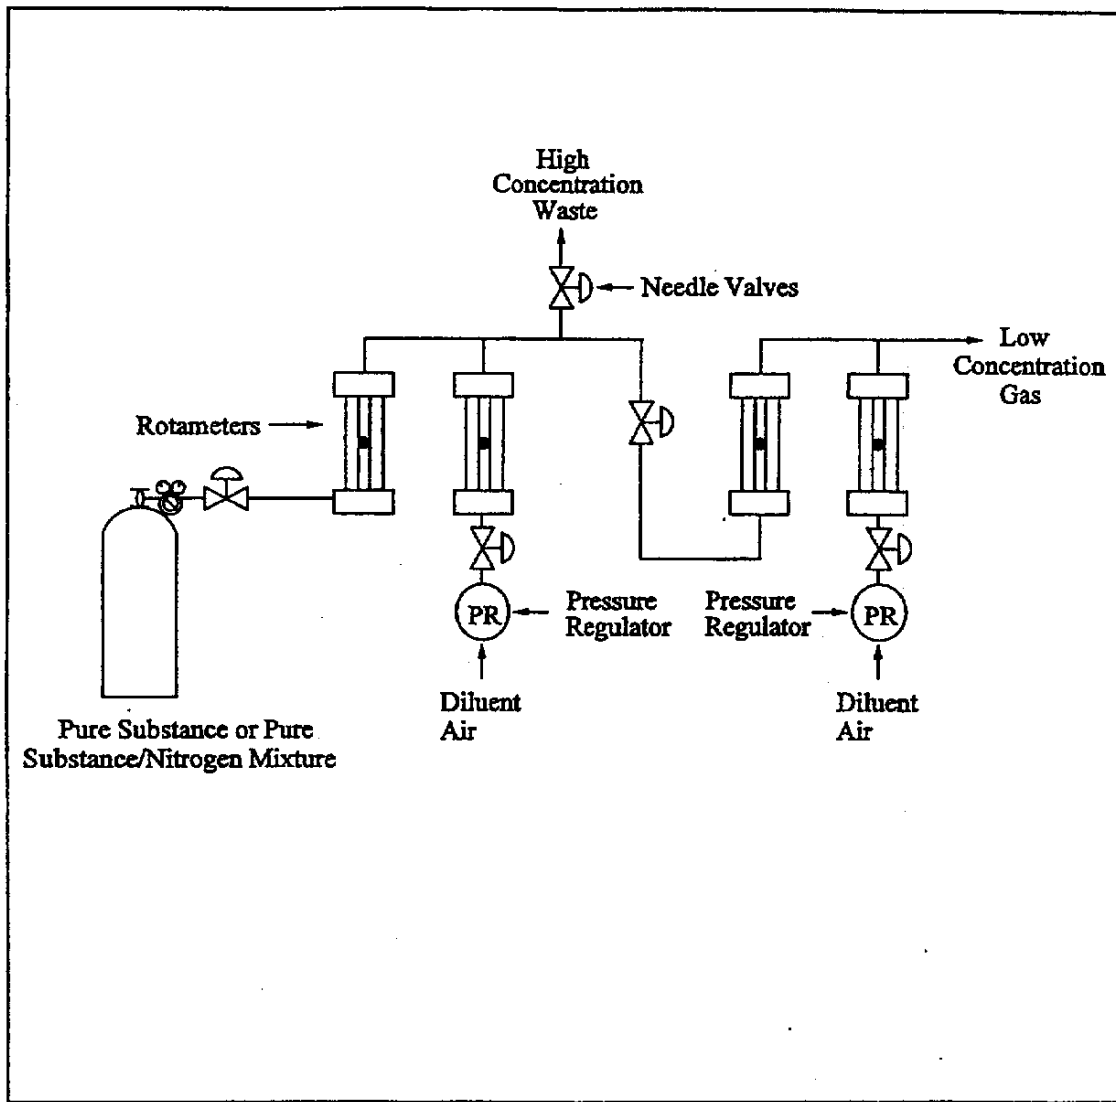 High
Concentration
Waste
Needle Valves
Low
Concentration
Gas
Rotameters
PR
Pressure
Regulator
Pressure
Regulator
PR
Diluent
Air
Diluent
Air
Pure Substance or Pure
Substance/Nitrogen Mixture